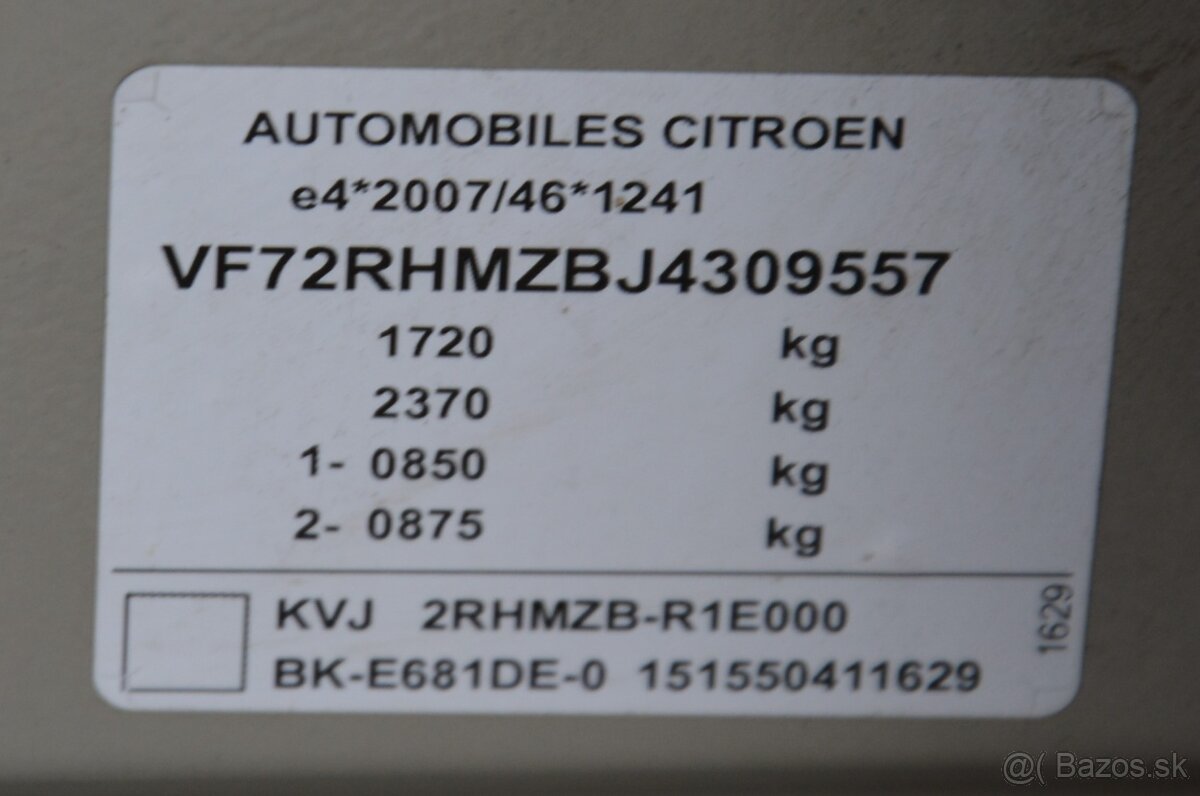 AUTOMOBILES CITROEN
e4*2007/46*1241
VF72RHMZBJ4309557
1720 kg
2370 kg
1- 0850 kg
2- 0875 kg
KVJ 2RHMZB-R1E000
BK-E681DE-0 151550411629
1629
@( Bazos.sk